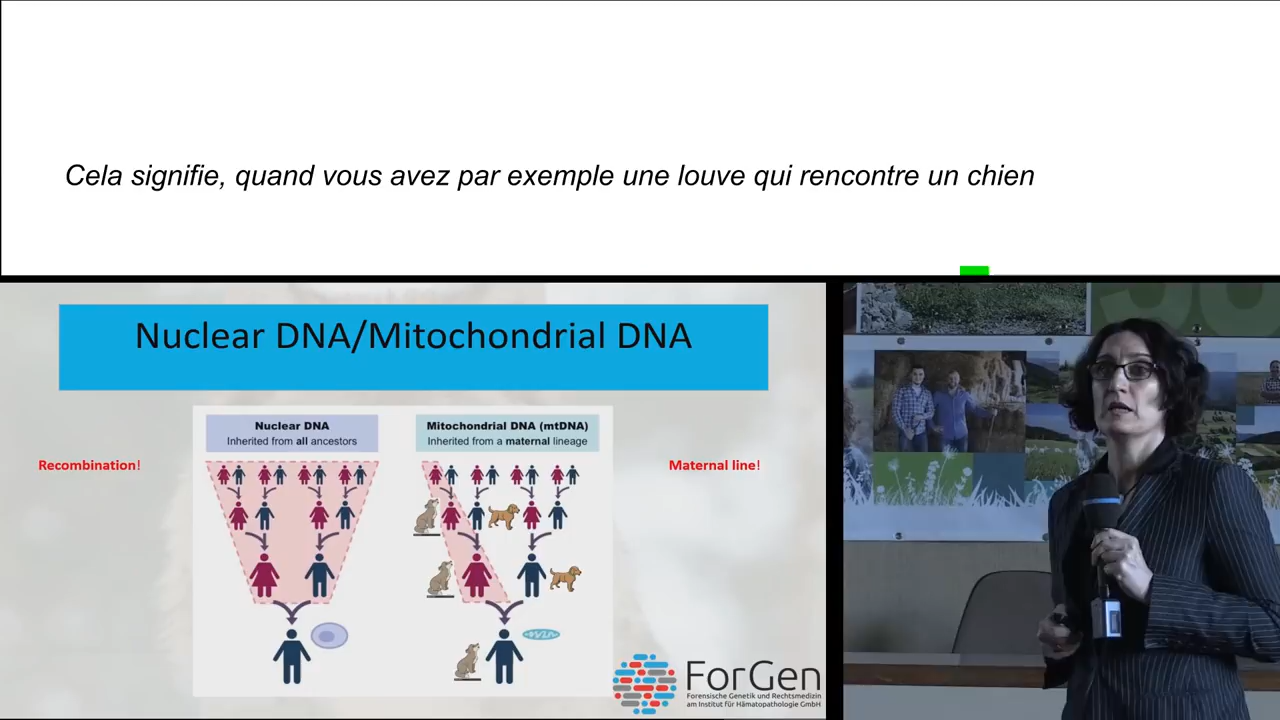 Cela signifie, quand vous avez par exemple une louve qui rencontre un chien
Nuclear DNA/Mitochondrial DNA
Nuclear DNA
Inherited from all ancestors
Mitochondrial DNA (mtDNA)
Inherited from a maternal lineage
Recombination!
Maternal line!
ForGen
Forensische Genetik und Rechtsmedizin
am Institut für Hämatopathologie GmbH